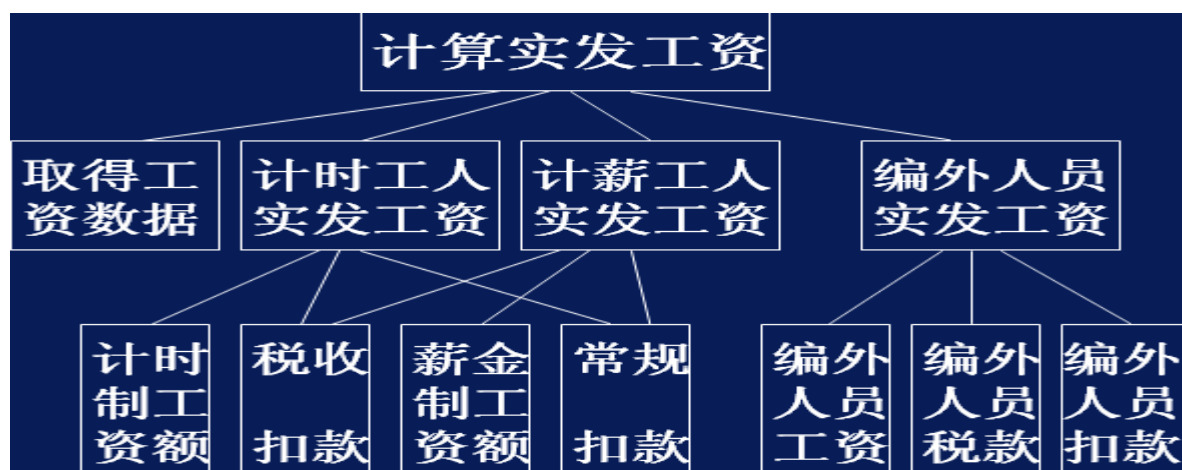 计算实发工资
取得工
资数据
计时工人
实发工资
计薪工人
实发工资
编外人员
实发工资
计时
制工
资额
税收
扣款
薪金
制工
资额
常规
扣款
编外
人员
工资
编外
人员
税款
编外
人员
扣款